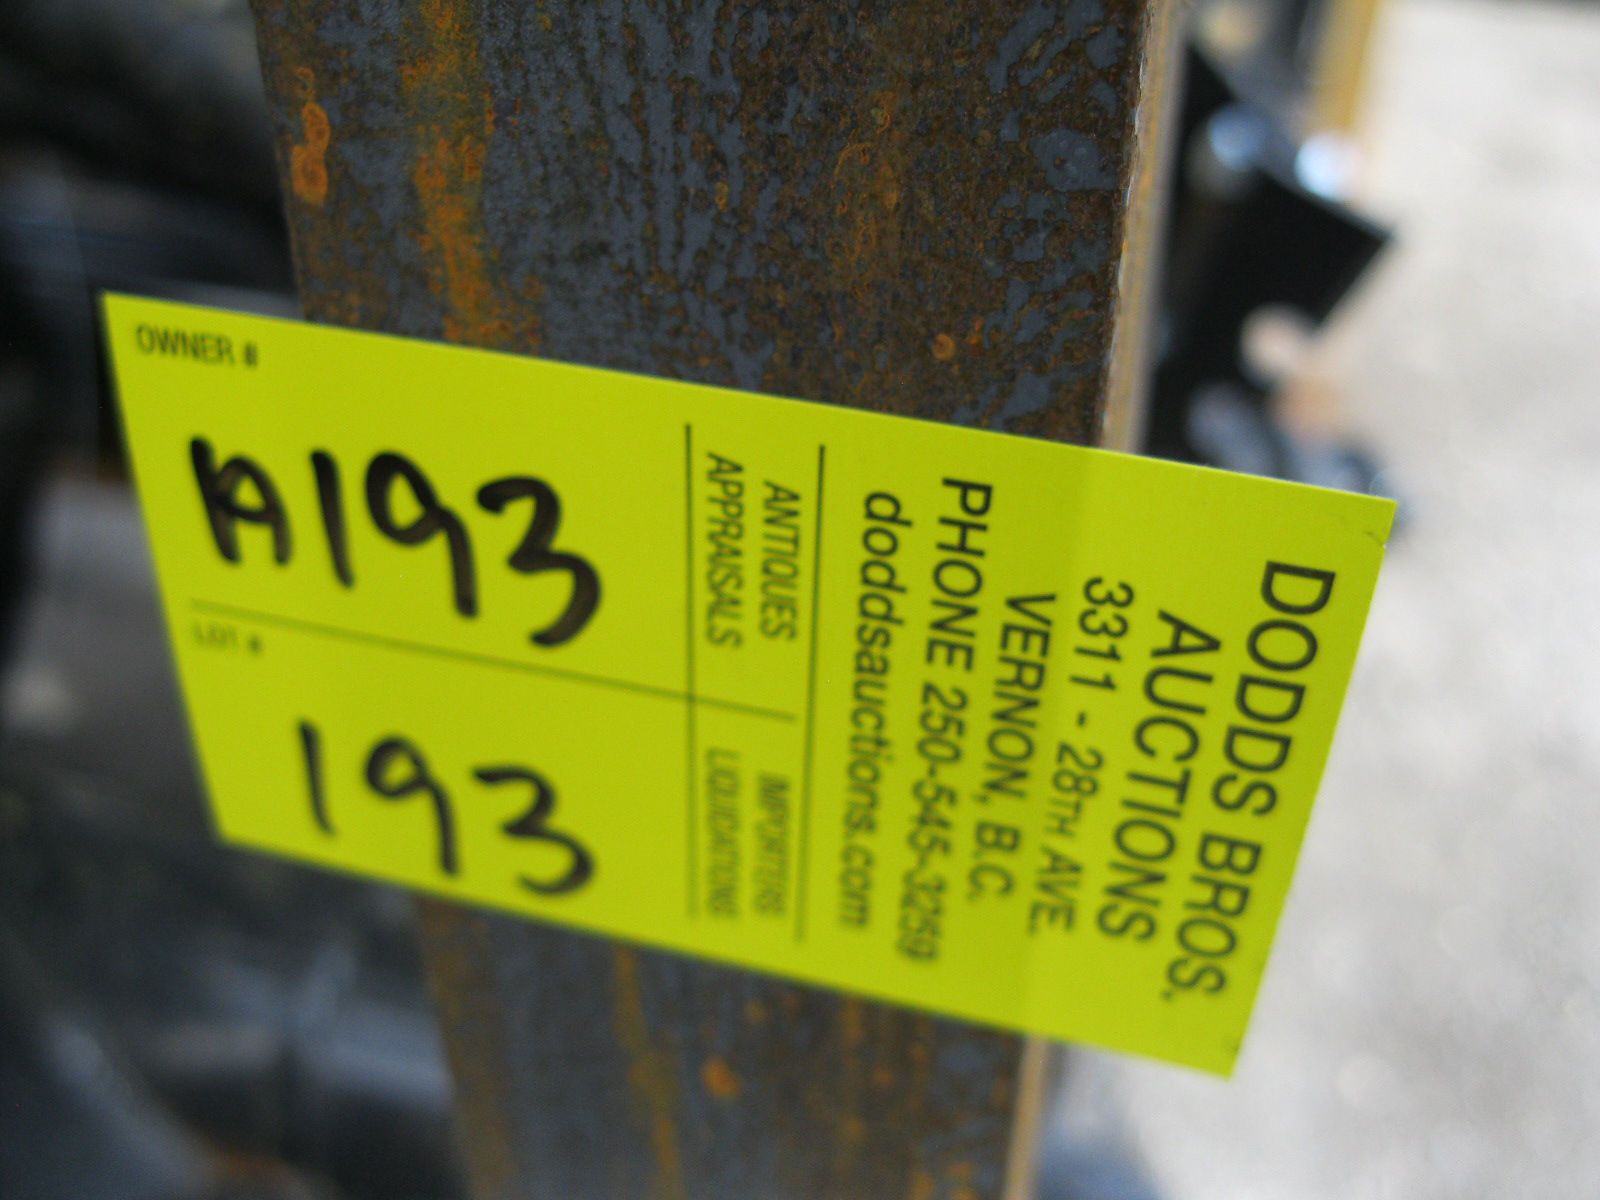 DODDS BROS.
AUCTIONS
3311 - 28TH AVE.
VERNON, B.C.
PHONE 250-545-3259
doddsauctions.com
ANTIQUES
APPRAISALS
IMPORTERS
LIQUIDATIONS
OWNER #
A193
LOT #
193